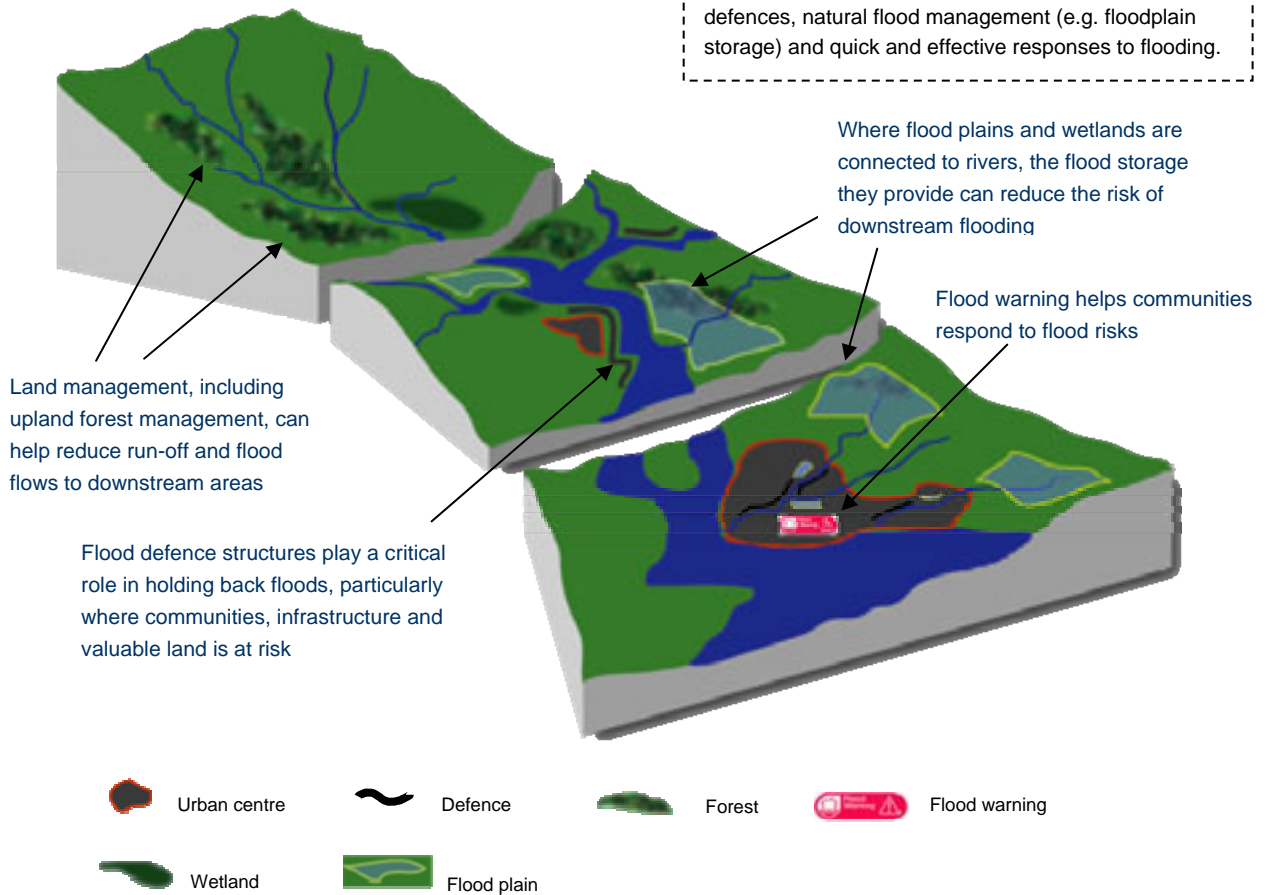 defences, natural flood management (e.g. floodplain
storage) and quick and effective responses to flooding.
Where flood plains and wetlands are
connected to rivers, the flood storage
they provide can reduce the risk of
downstream flooding
Flood warning helps communities
respond to flood risks
Land management, including
upland forest management, can
help reduce run-off and flood
flows to downstream areas
Flood defence structures play a critical
role in holding back floods, particularly
where communities, infrastructure and
valuable land is at risk
Urban centre
Defence
Forest
Flood
Warning
Flood warning
Wetland
Flood plain